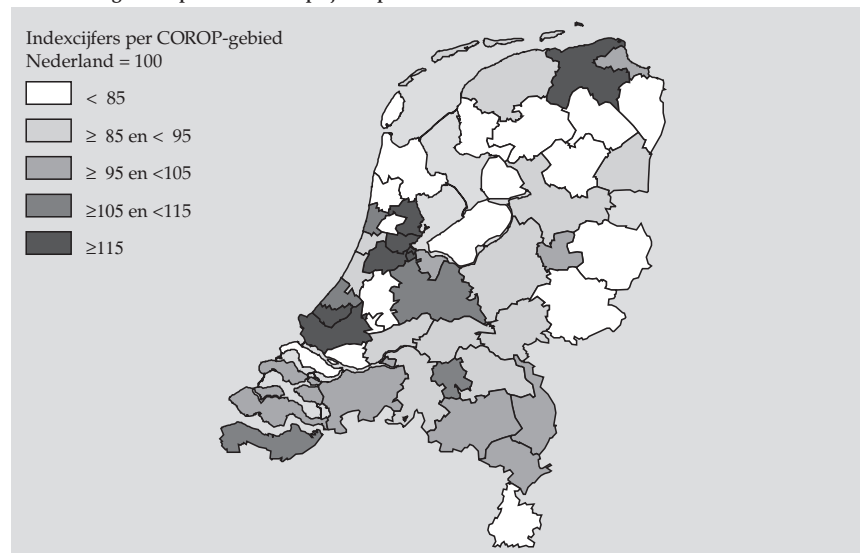 Indexcijfers per COROP-gebied
Nederland = 100
< 85
≥ 85 en < 95
≥ 95 en <105
≥105 en <115
≥115